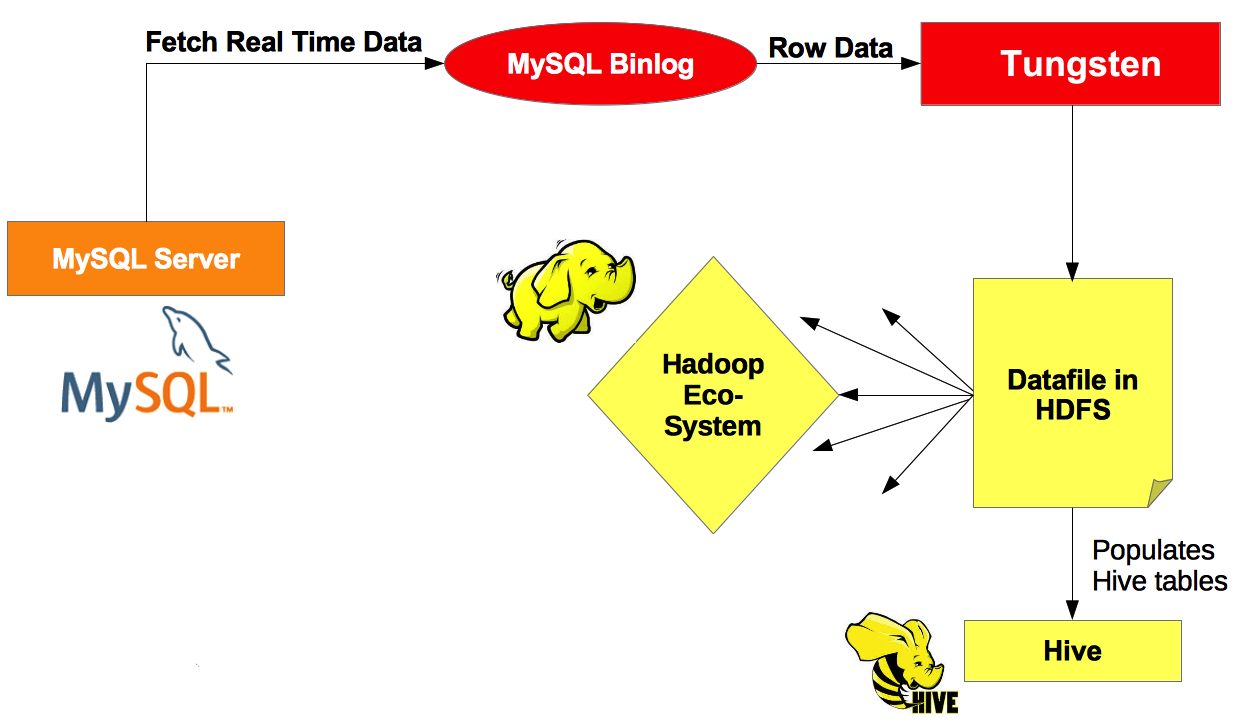 Fetch Real Time Data
MySQL Binlog
Row Data
Tungsten
MySQL Server
MySQL™
Hadoop
Eco-
System
Datafile in
HDFS
Populates
Hive tables
Hive
HIVE